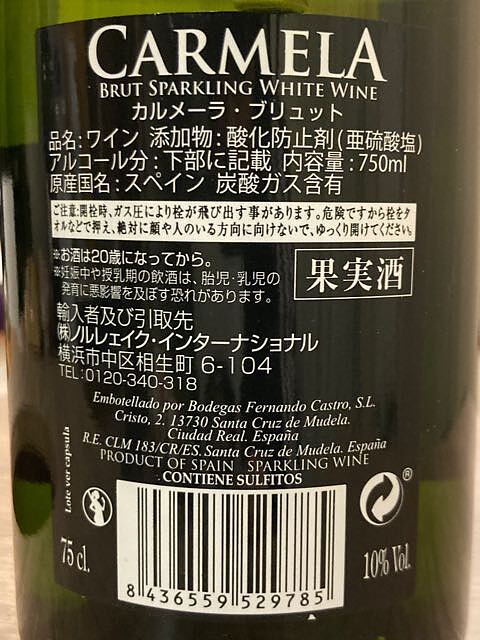 CARMELA
BRUT SPARKLING WHITE WINE
カルメーラ・ブリュット
品名:ワイン 添加物:酸化防止剤(亜硫酸塩)
アルコール分:下部に記載 内容量:750ml
原産国名:スペイン 炭酸ガス含有
ご注意:開栓時、ガス圧により栓が飛び出す事があります。危険ですから栓をタ
オルなどで押え、絶対に顔や人のいる方向に向けないで、ゆっくり開けてください。
※お酒は20歳になってから。
※妊娠中や授乳期の飲酒は、胎児・乳児の
発育に悪影響を及ぼす恐れがあります。
果実酒
輸入者及び引取先
㈱ノルレェイク・インターナショナル
横浜市中区相生町 6-104
TEL:0120-340-318
Embotellado por Bodegas Fernando Castro, S.L.
Cristo, 2. 13730 Santa Cruz de Mudela.
Ciudad Real. España
R.E. CLM 183/CR/ES. Santa Cruz de Mudela. España
PRODUCT OF SPAIN SPARKLING WINE
CONTIENE SULFITOS
Lote ver capsula
75 cl.
8 436559 529785
®
10% Vol.